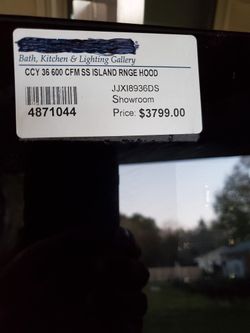 Bath, Kitchen & Lighting Gallery
CCY 36 600 CFM SS ISLAND RNGE HOOD
JJXI8936DS
Showroom
4871044
Price: $3799.00